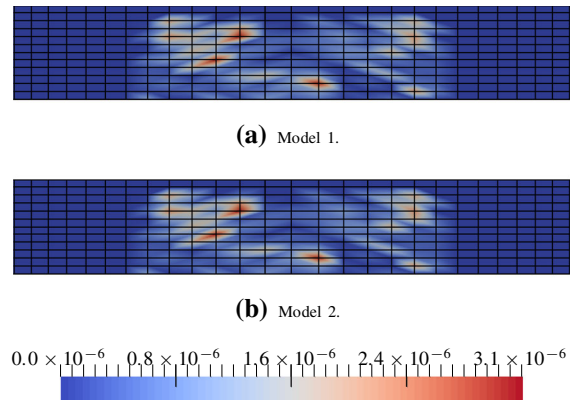 (a) Model 1.
(b) Model 2.
0.0 × 10⁻⁶ 0.8 × 10⁻⁶ 1.6 × 10⁻⁶ 2.4 × 10⁻⁶ 3.1 × 10⁻⁶